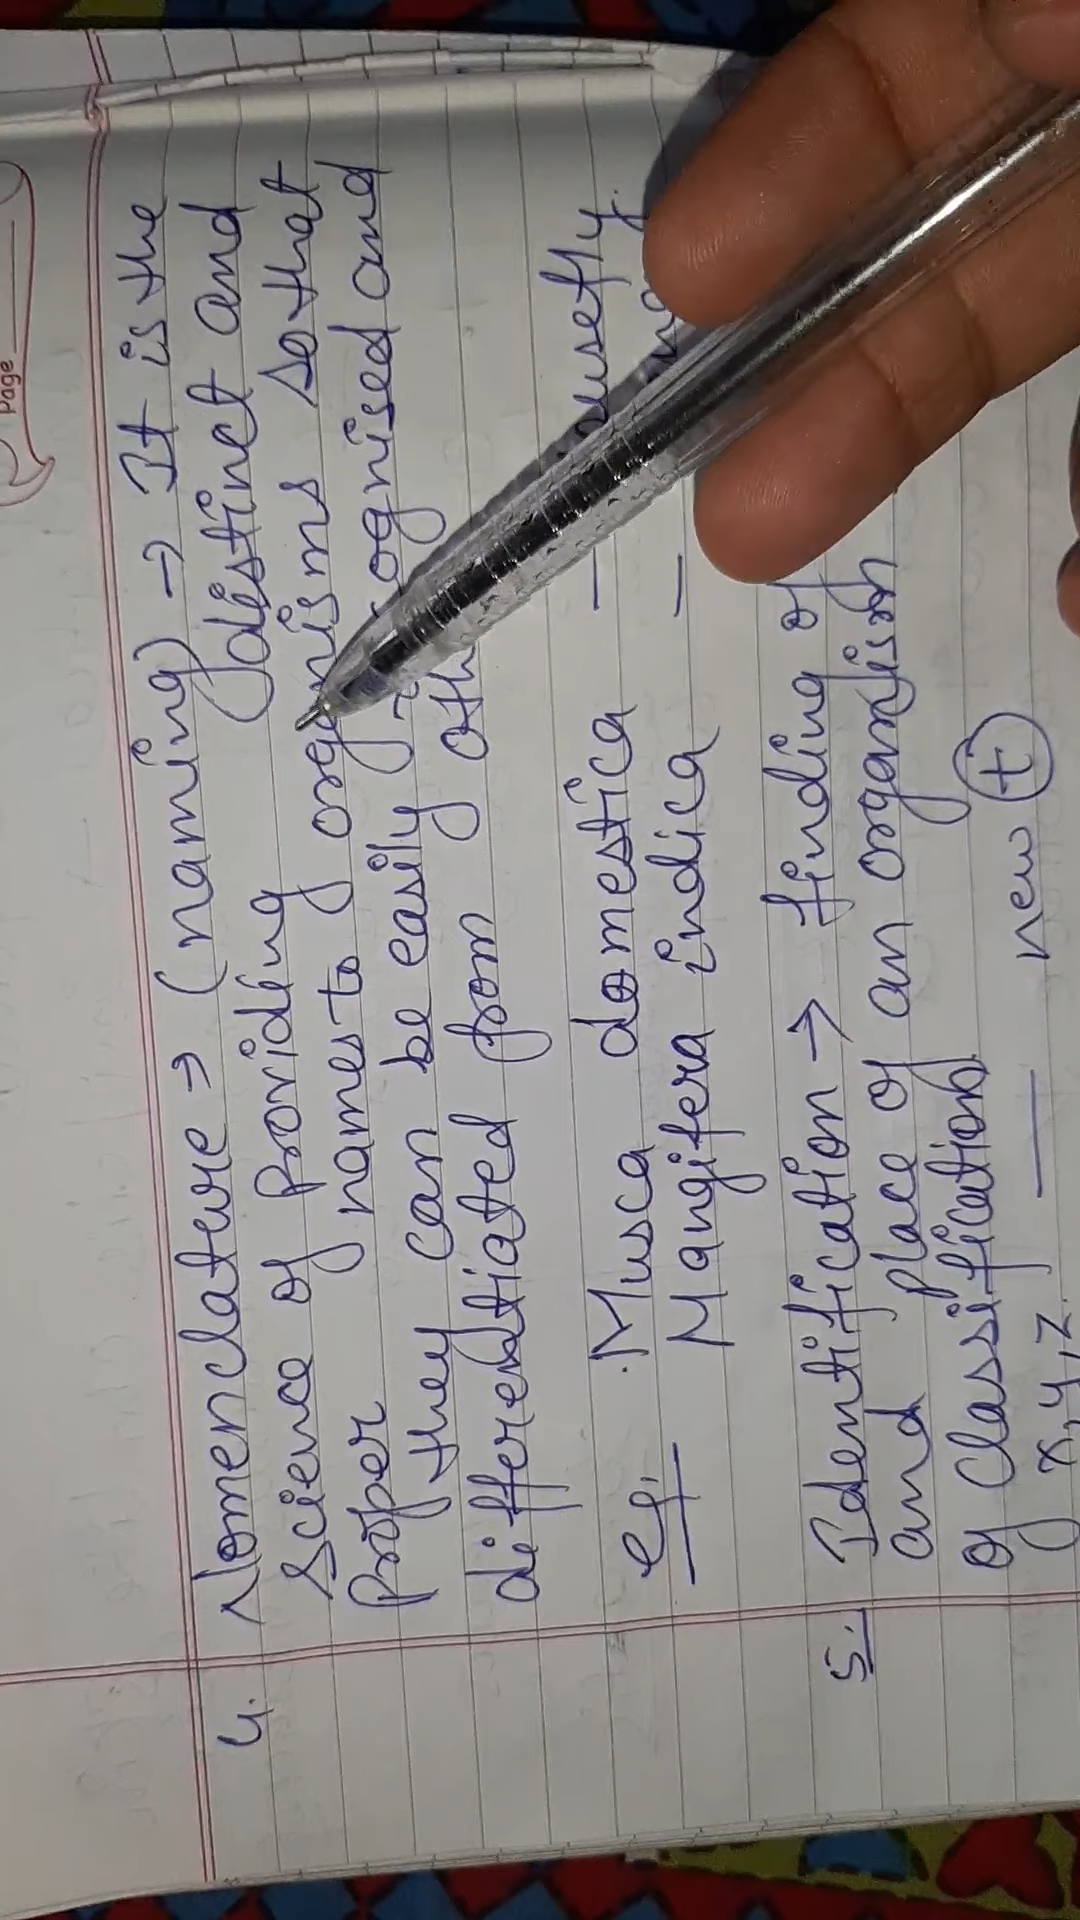 Page
4. Nomenclature → (naming) → It is the
science of providing (distinct and
proper names to organisms so that
they can be easily and
differentiated from
eg. Musca domestica —
Mangifera indica —
5. Identification → finding of
and place of an organism
of classification
x, y, z. — new t